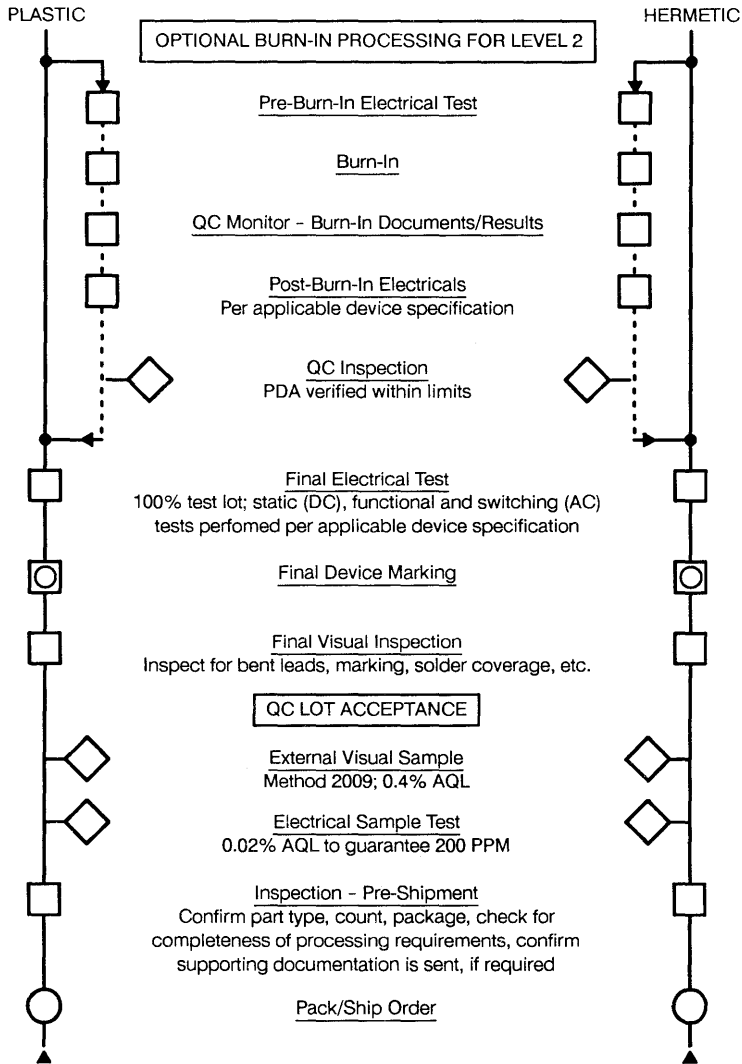 PLASTIC
HERMETIC
OPTIONAL BURN-IN PROCESSING FOR LEVEL 2
Pre-Burn-In Electrical Test
Burn-In
QC Monitor - Burn-In Documents/Results
Post-Burn-In Electricals
Per applicable device specification
QC Inspection
PDA verified within limits
Final Electrical Test
100% test lot; static (DC), functional and switching (AC)
tests perfomed per applicable device specification
Final Device Marking
Final Visual Inspection
Inspect for bent leads, marking, solder coverage, etc.
QC LOT ACCEPTANCE
External Visual Sample
Method 2009; 0.4% AQL
Electrical Sample Test
0.02% AQL to guarantee 200 PPM
Inspection - Pre-Shipment
Confirm part type, count, package, check for
completeness of processing requirements, confirm
supporting documentation is sent, if required
Pack/Ship Order